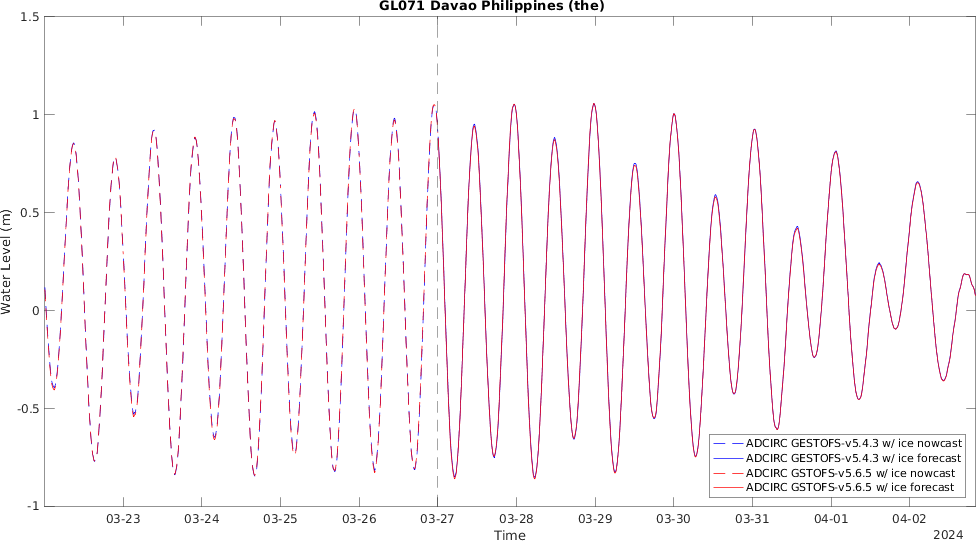 GL071 Davao Philippines (the)
1.5
1
0.5
0
-0.5
-1
Water Level (m)
ADCIRC GESTOFS-v5.4.3 w/ ice nowcast
ADCIRC GESTOFS-v5.4.3 w/ ice forecast
ADCIRC GSTOFS-v5.6.5 w/ ice nowcast
ADCIRC GSTOFS-v5.6.5 w/ ice forecast
03-23 03-24 03-25 03-26 03-27 03-28 03-29 03-30 03-31 04-01 04-02
Time
2024